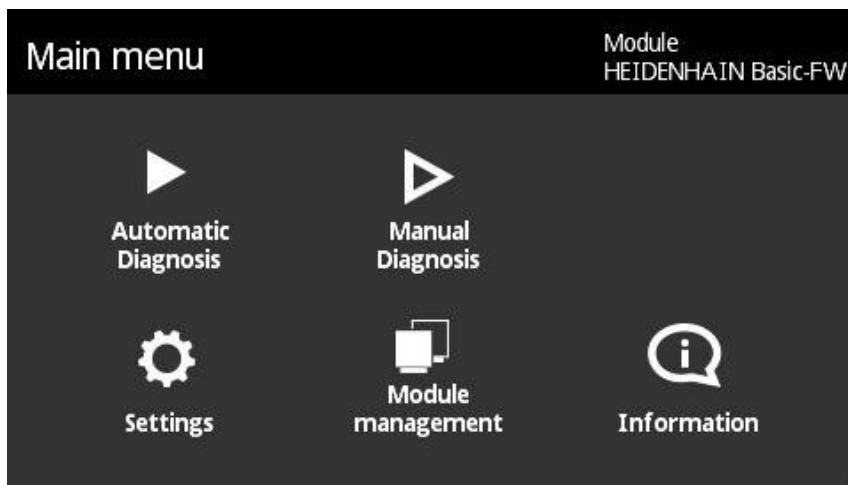 Main menu
Module
HEIDENHAIN Basic-FW
Automatic
Diagnosis
Manual
Diagnosis
Settings
Module
management
Information